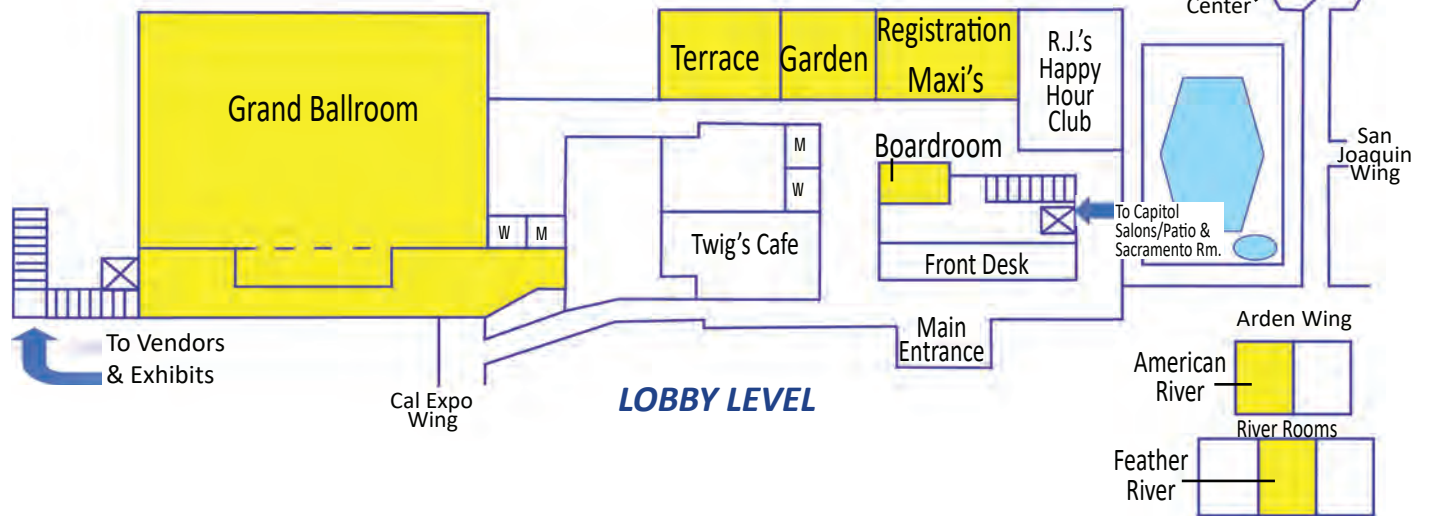 Center
Grand Ballroom
Terrace
Garden
Registration
Maxi's
R.J.'s
Happy
Hour
Club
San
Joaquin
Wing
M
W
Boardroom
W
M
Twig's Cafe
To Capitol
Salons/Patio &
Sacramento Rm.
Front Desk
Main
Entrance
To Vendors
& Exhibits
Cal Expo
Wing
LOBBY LEVEL
Arden Wing
American
River
River Rooms
Feather
River